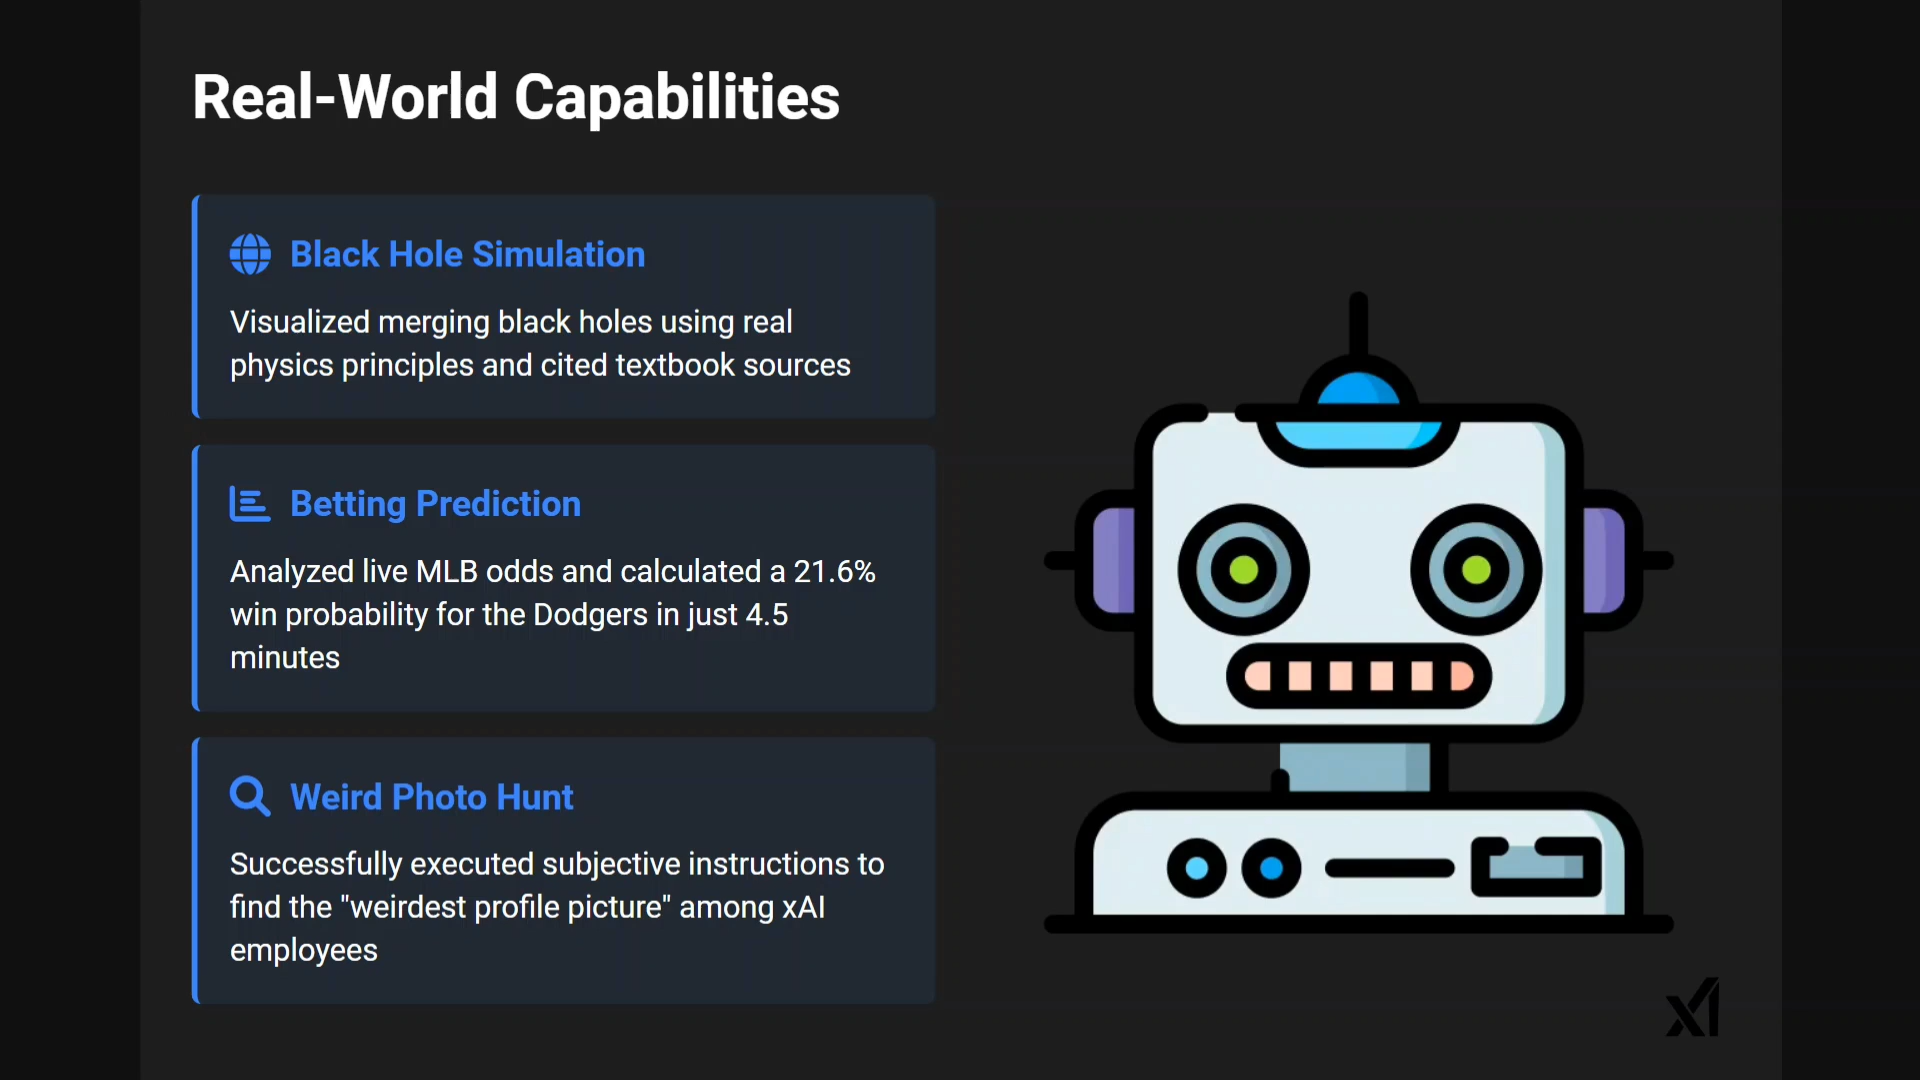 Real-World Capabilities
Black Hole Simulation
Visualized merging black holes using real
physics principles and cited textbook sources
Betting Prediction
Analyzed live MLB odds and calculated a 21.6%
win probability for the Dodgers in just 4.5
minutes
Weird Photo Hunt
Successfully executed subjective instructions to
find the "weirdest profile picture" among xAI
employees
xAI